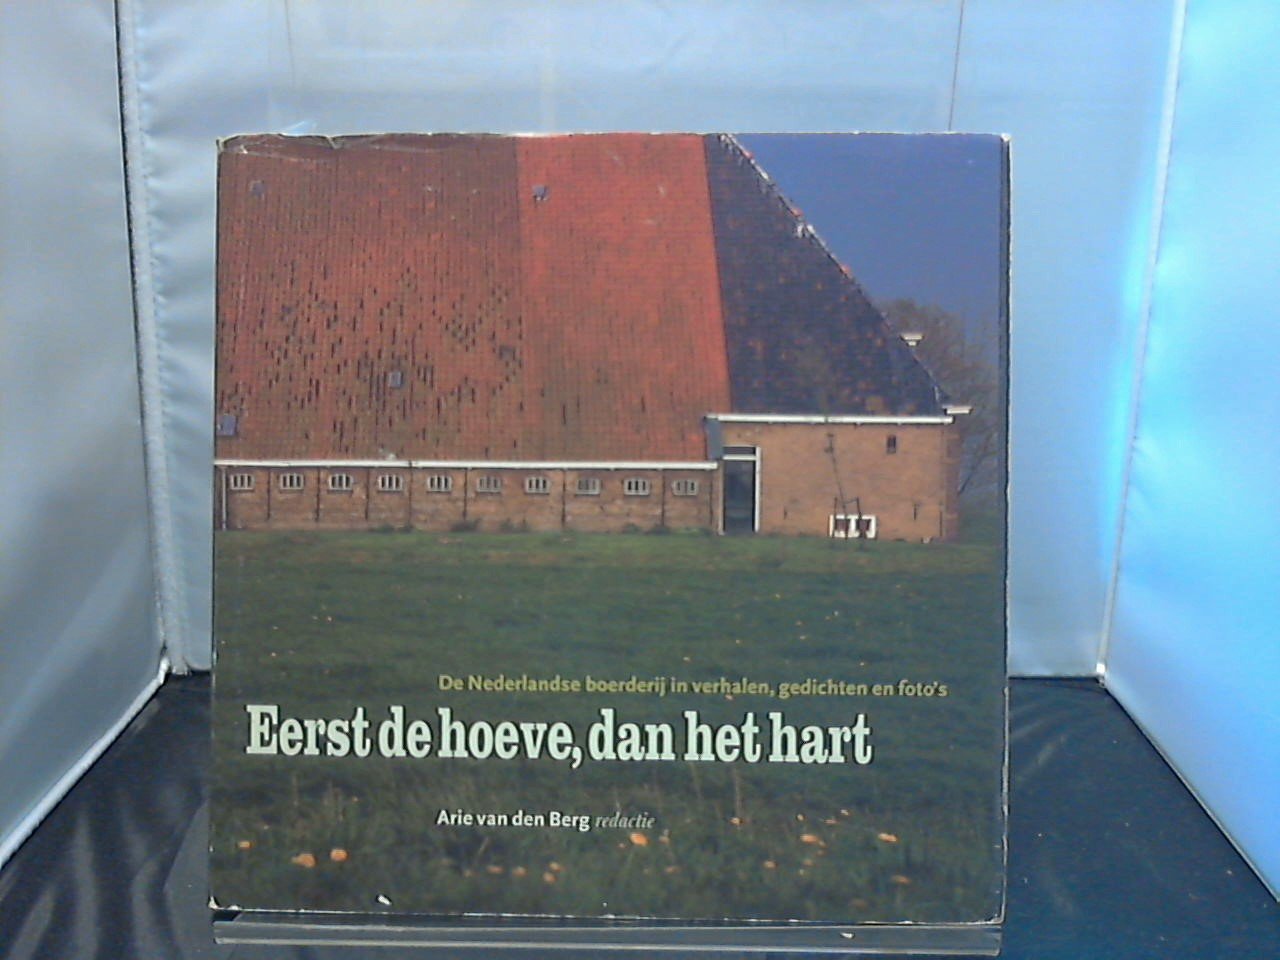 De Nederlandse boerderij in verhalen, gedichten en foto's
Eerst de hoeve, dan het hart
Arie van den Berg redactie